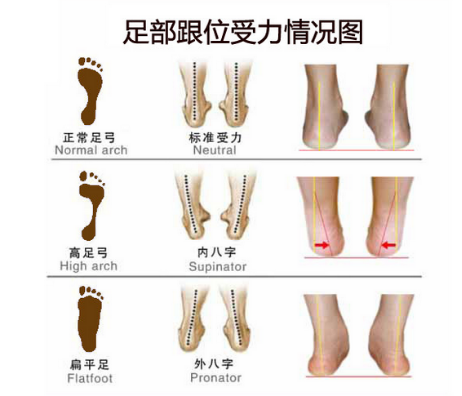 足部跟位受力情况图
正常足弓
Normal arch
标准受力
Neutral
高足弓
High arch
内八字
Supinator
扁平足
Flatfoot
外八字
Pronator